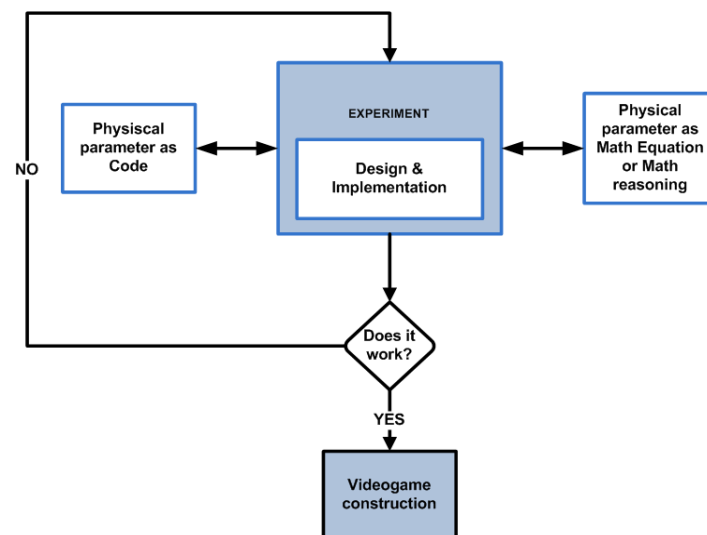 EXPERIMENT
Physiscal
parameter as
Code
Design &
Implementation
Physical
parameter as
Math Equation
or Math
reasoning
NO
Does it
work?
YES
Videogame
construction